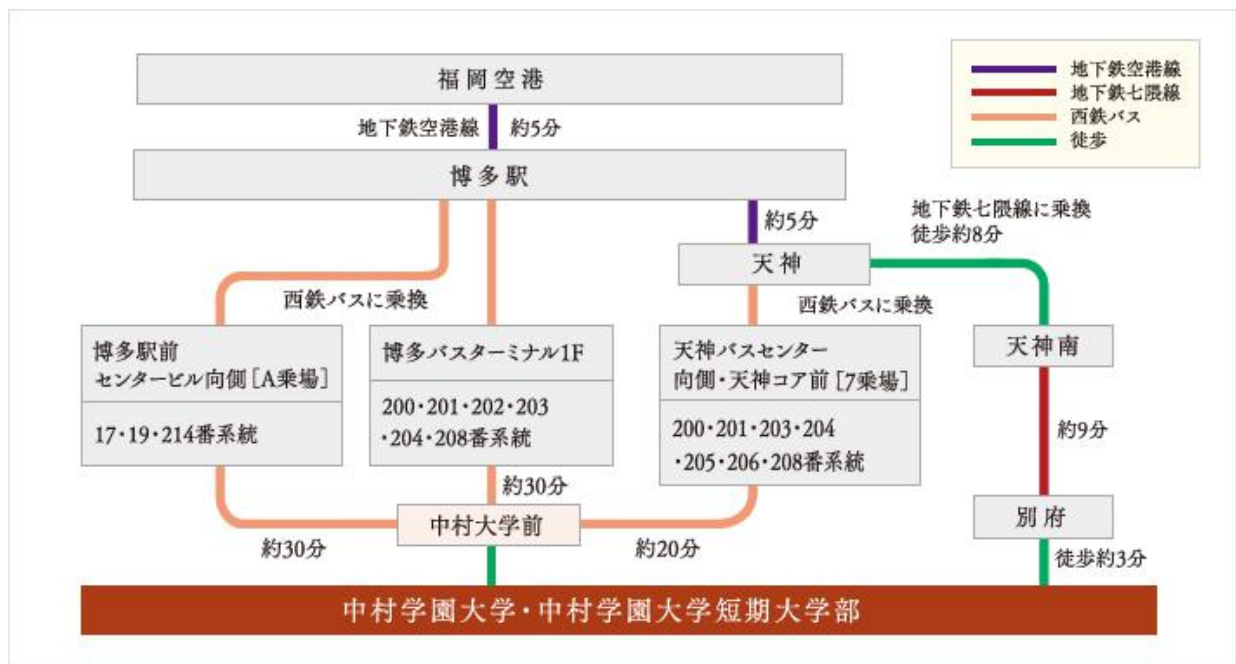 福岡空港
地下鉄空港線 約5分
博多駅
地下鉄空港線
地下鉄七隈線
西鉄バス
徒歩
約5分
地下鉄七隈線に乗換
徒歩約8分
天神
西鉄バスに乗換
西鉄バスに乗換
博多駅前
センタービル向側[A乗場]
17・19・214番系統
博多バスターミナル1F
200・201・202・203
・204・208番系統
天神バスセンター
向側・天神コア前[7乗場]
200・201・203・204
・205・206・208番系統
天神南
約9分
別府
徒歩約3分
約30分
中村大学前
約30分
約20分
中村学園大学・中村学園大学短期大学部